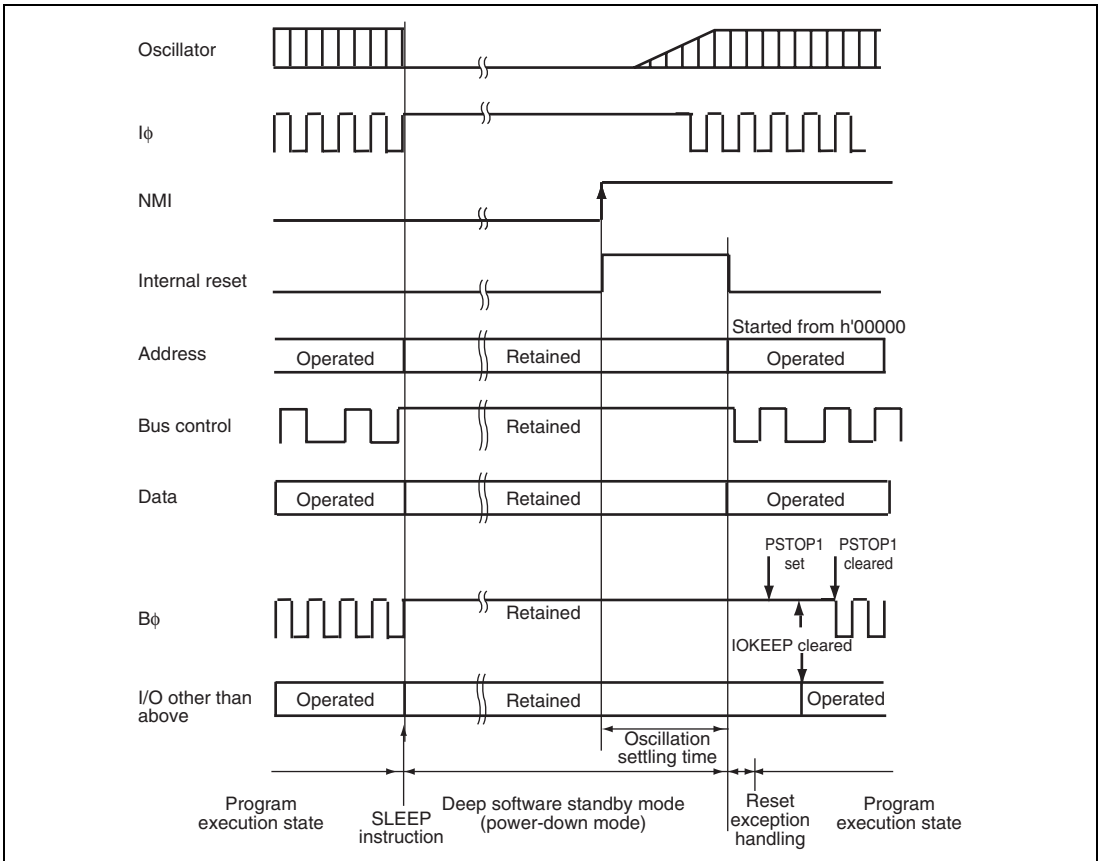 Oscillator
Iϕ
NMI
Internal reset
Started from h'00000
Address
Operated
Retained
Operated
Bus control
Retained
Data
Operated
Retained
Operated
PSTOP1
set
PSTOP1
cleared
Bϕ
Retained
IOKEEP cleared
I/O other than
above
Operated
Retained
Operated
Oscillation
settling time
Program
execution state
SLEEP
instruction
Deep software standby mode
(power-down mode)
Reset
exception
handling
Program
execution state